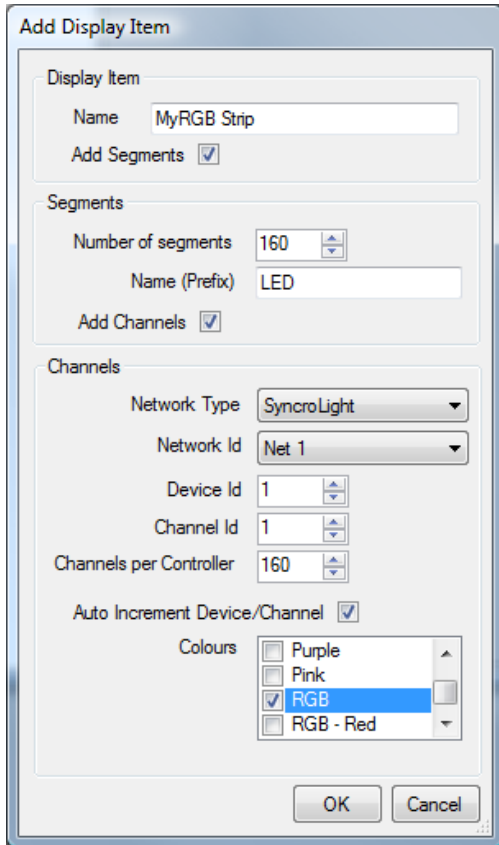 Add Display Item
Display Item
Name MyRGB Strip
Add Segments
Segments
Number of segments 160
Name (Prefix) LED
Add Channels
Channels
Network Type SyncroLight
Network Id Net 1
Device Id 1
Channel Id 1
Channels per Controller 160
Auto Increment Device/Channel
Colours Purple
Pink
RGB
RGB - Red
OK Cancel